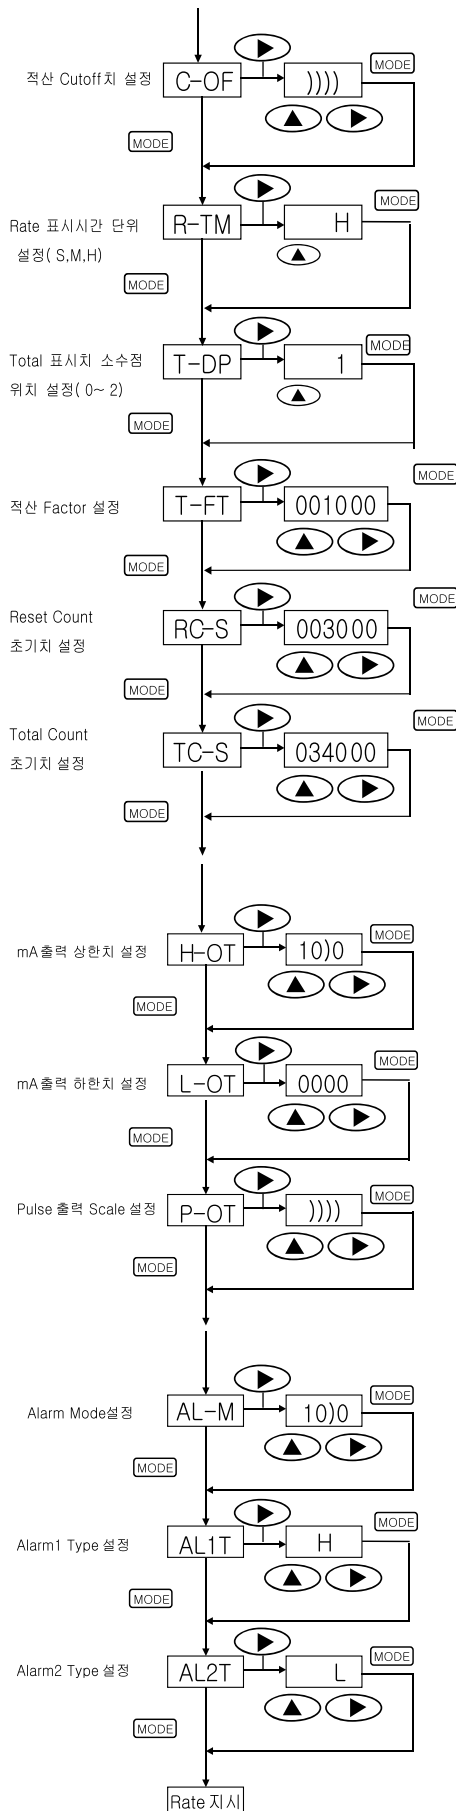 적산 Cutoff치 설정
C-OF
))))
MODE
MODE
Rate 표시시간 단위
설정( S,M,H)
R-TM
H
MODE
MODE
Total 표시치 소수점
위치 설정( 0~ 2)
T-DP
1
MODE
MODE
적산 Factor 설정
T-FT
001000
MODE
MODE
Reset Count
초기치 설정
RC-S
003000
MODE
MODE
Total Count
초기치 설정
TC-S
034000
MODE
MODE
mA출력 상한치 설정
H-OT
10)0
MODE
MODE
mA출력 하한치 설정
L-OT
0000
MODE
MODE
Pulse 출력 Scale 설정
P-OT
))))
MODE
MODE
Alarm Mode설정
AL-M
10)0
MODE
MODE
Alarm1 Type 설정
AL1T
H
MODE
MODE
Alarm2 Type 설정
AL2T
L
MODE
MODE
Rate 지시